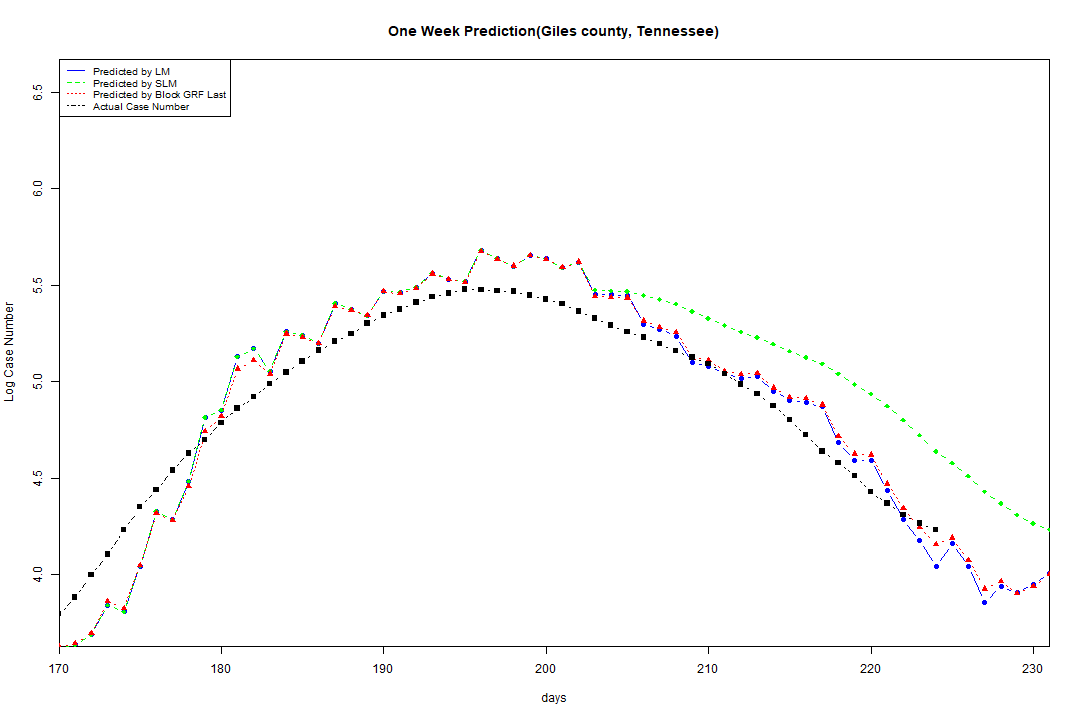 One Week Prediction(Giles county, Tennessee)
Predicted by LM
Predicted by SLM
Predicted by Block GRF Last
Actual Case Number
Log Case Number
6.5
6.0
5.5
5.0
4.5
4.0
170 180 190 200 210 220 230
days